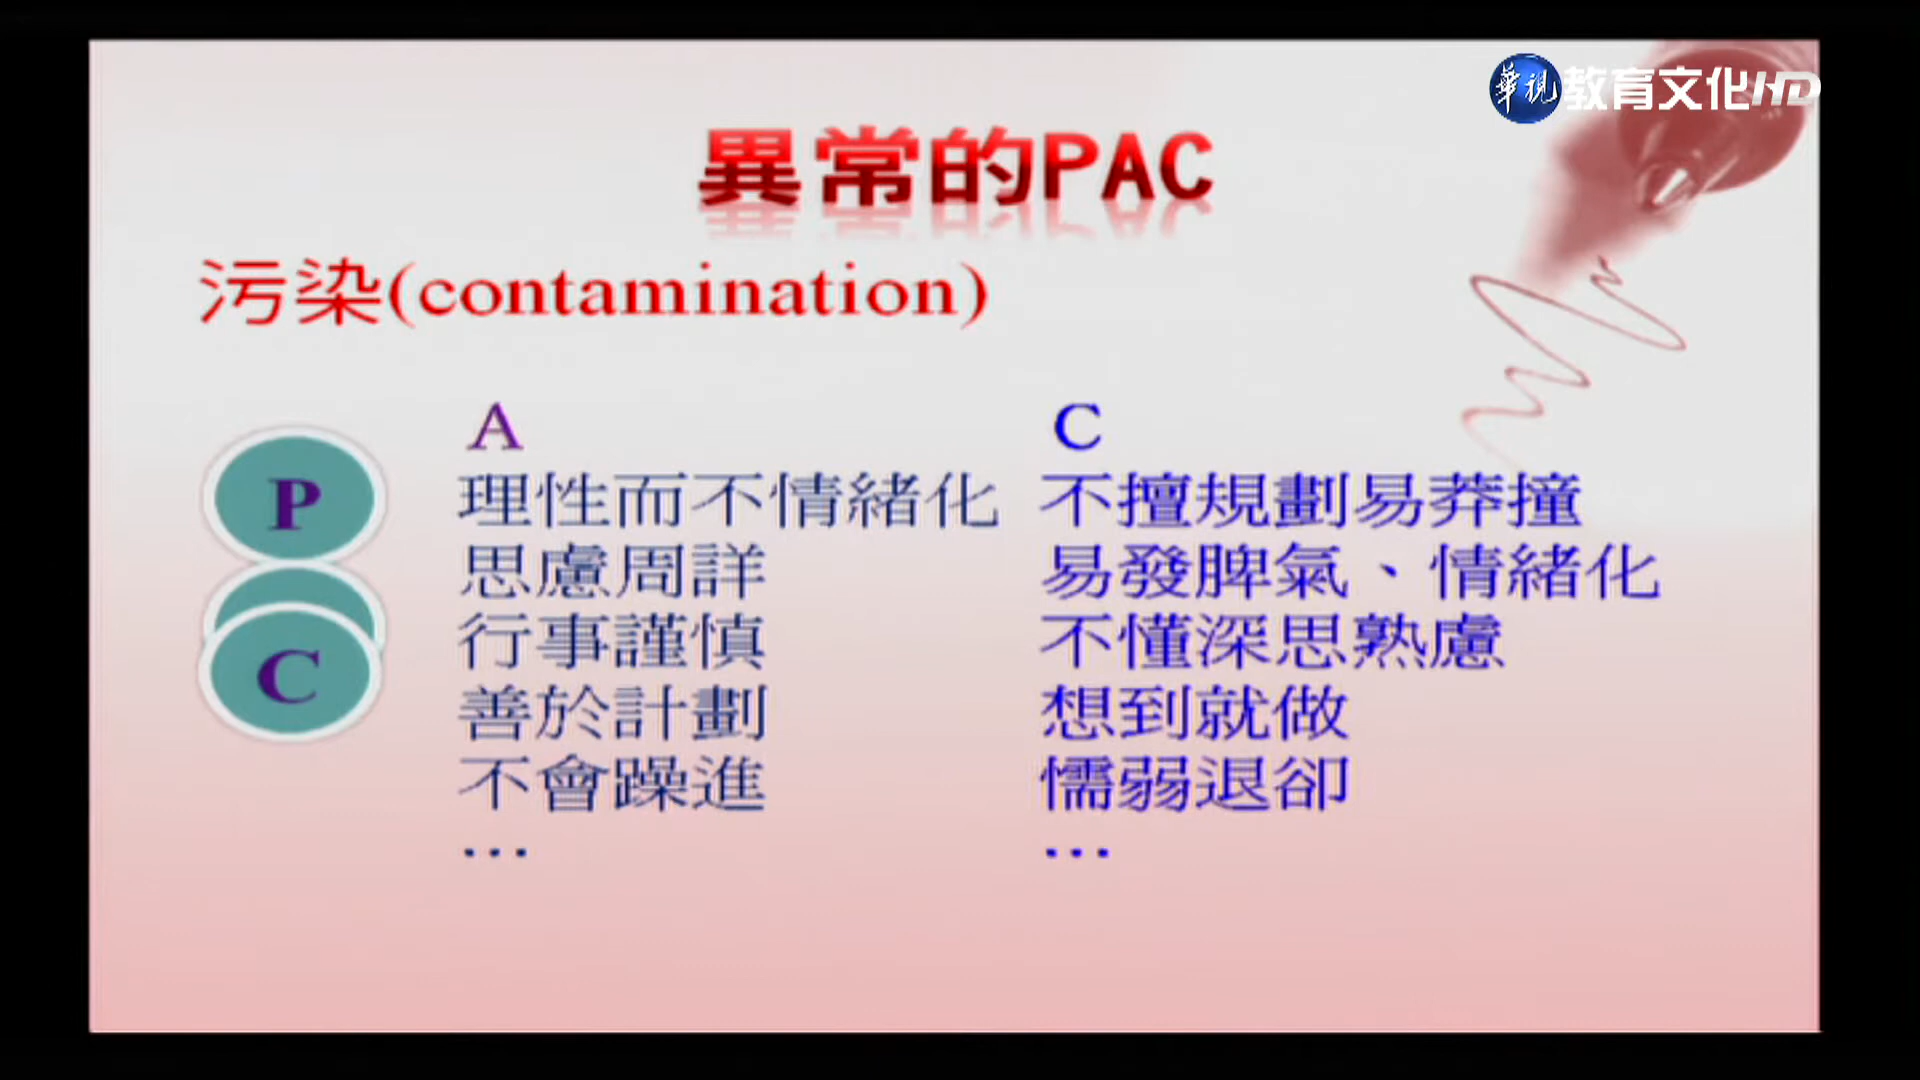 華視 教育文化HD
異常的PAC
污染(contamination)
P
C
A
理性而不情緒化
思慮周詳
行事謹慎
善於計劃
不會躁進
…
C
不擅規劃易莽撞
易發脾氣、情緒化
不懂深思熟慮
想到就做
懦弱退卻
…